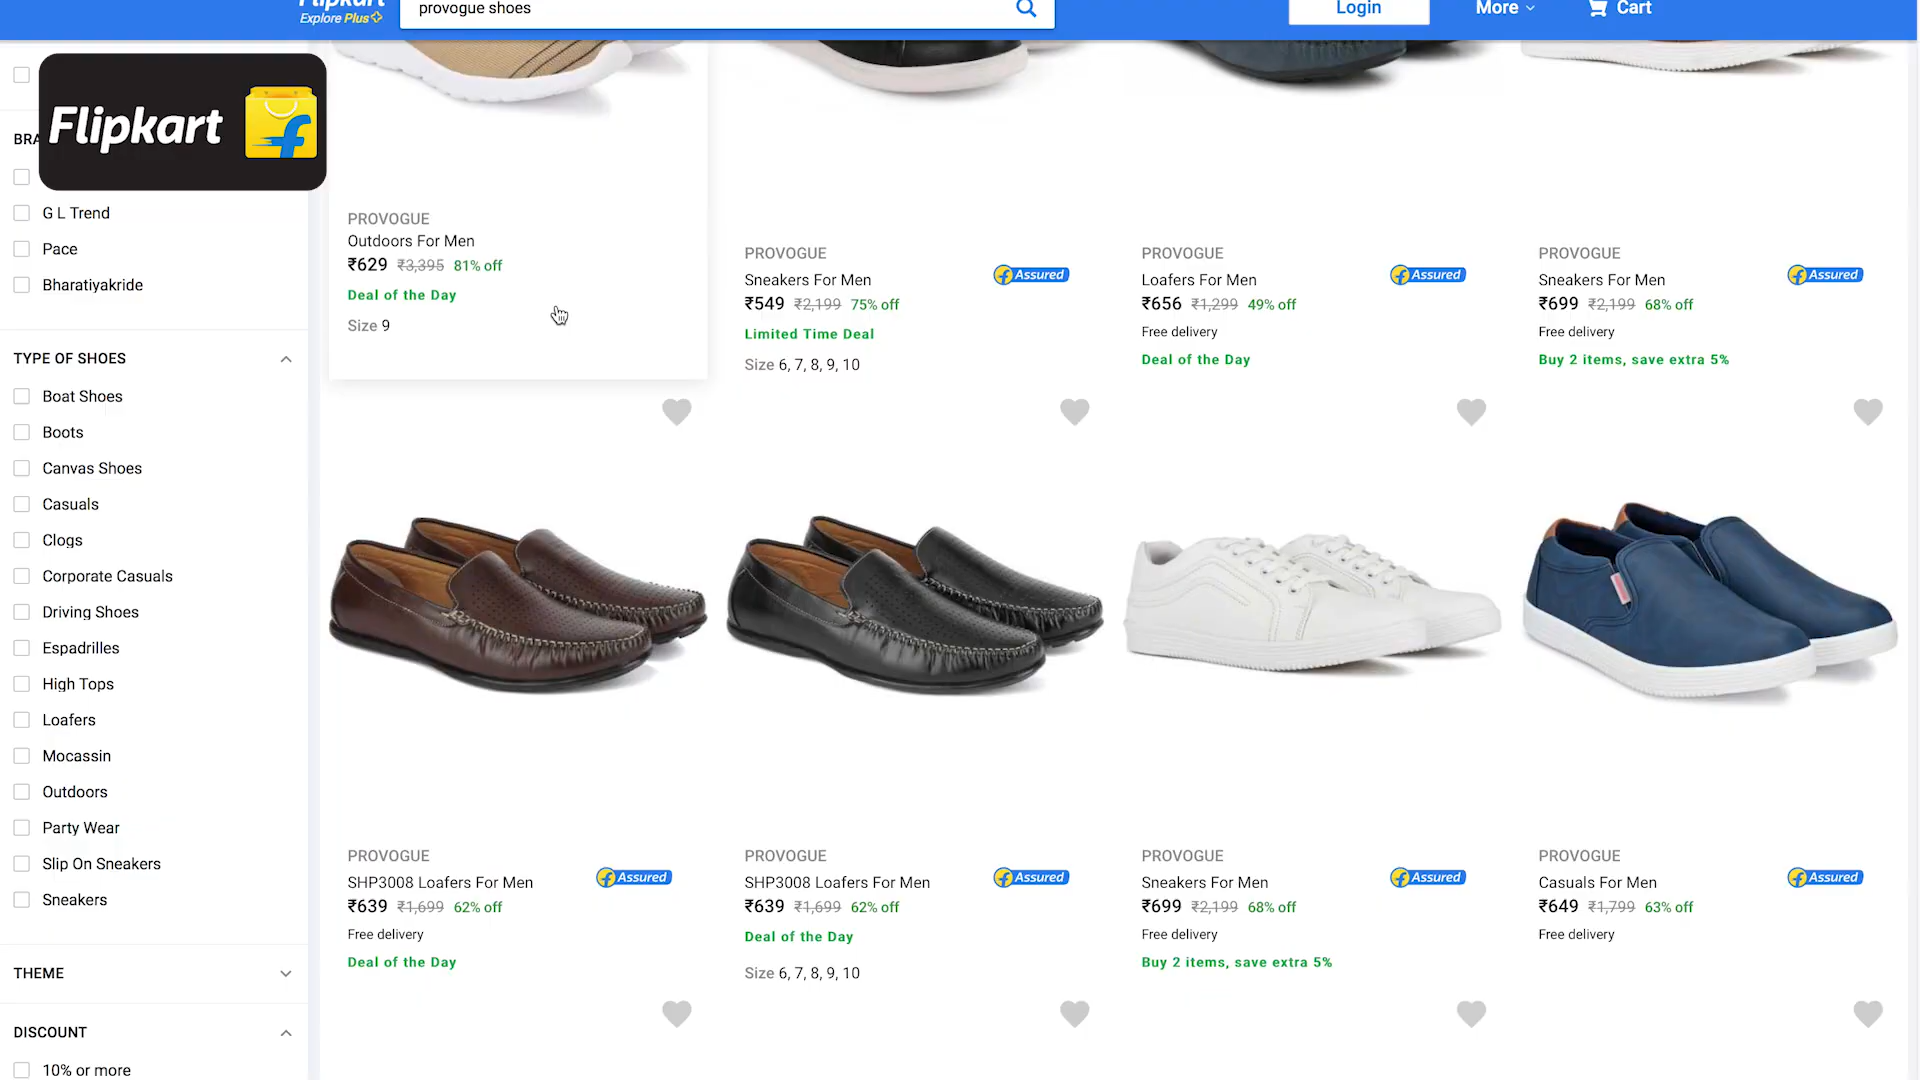 Flipkart
Explore Plus
provogue shoes
Login
More
Cart
Flipkart
BRA
G L Trend
Pace
Bharatiyakride
TYPE OF SHOES
Boat Shoes
Boots
Canvas Shoes
Casuals
Clogs
Corporate Casuals
Driving Shoes
Espadrilles
High Tops
Loafers
Mocassin
Outdoors
Party Wear
Slip On Sneakers
Sneakers
THEME
DISCOUNT
10% or more
PROVOGUE
Outdoors For Men
₹629 ₹3,395 81% off
Deal of the Day
Size 9
PROVOGUE
Sneakers For Men
Assured
₹549 ₹2,199 75% off
Limited Time Deal
Size 6, 7, 8, 9, 10
PROVOGUE
Loafers For Men
Assured
₹656 ₹1,299 49% off
Free delivery
Deal of the Day
PROVOGUE
Sneakers For Men
Assured
₹699 ₹2,199 68% off
Free delivery
Buy 2 items, save extra 5%
PROVOGUE
SHP3008 Loafers For Men
Assured
₹639 ₹1,699 62% off
Free delivery
Deal of the Day
PROVOGUE
SHP3008 Loafers For Men
Assured
₹639 ₹1,699 62% off
Deal of the Day
Size 6, 7, 8, 9, 10
PROVOGUE
Sneakers For Men
Assured
₹699 ₹2,199 68% off
Free delivery
Buy 2 items, save extra 5%
PROVOGUE
Casuals For Men
Assured
₹649 ₹1,799 63% off
Free delivery